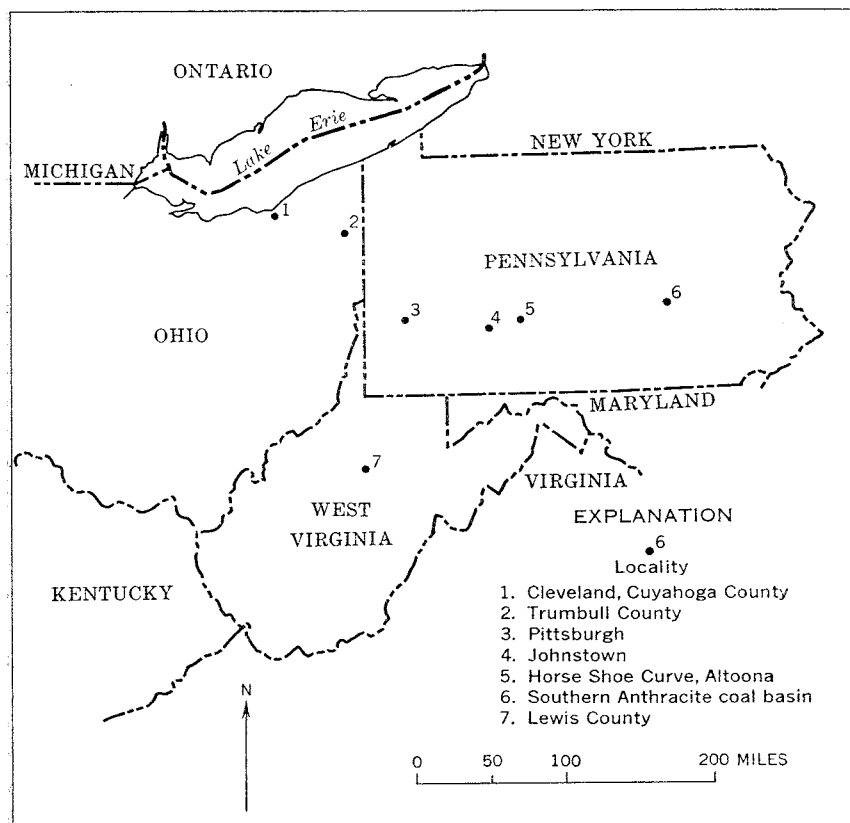 ONTARIO
Lake Erie
MICHIGAN
NEW YORK
1
2
PENNSYLVANIA
3
4
5
6
OHIO
MARYLAND
7
WEST
VIRGINIA
VIRGINIA
KENTUCKY
EXPLANATION
6
Locality
1. Cleveland, Cuyahoga County
2. Trumbull County
3. Pittsburgh
4. Johnstown
5. Horse Shoe Curve, Altoona
6. Southern Anthracite coal basin
7. Lewis County
N
0 50 100 200 MILES